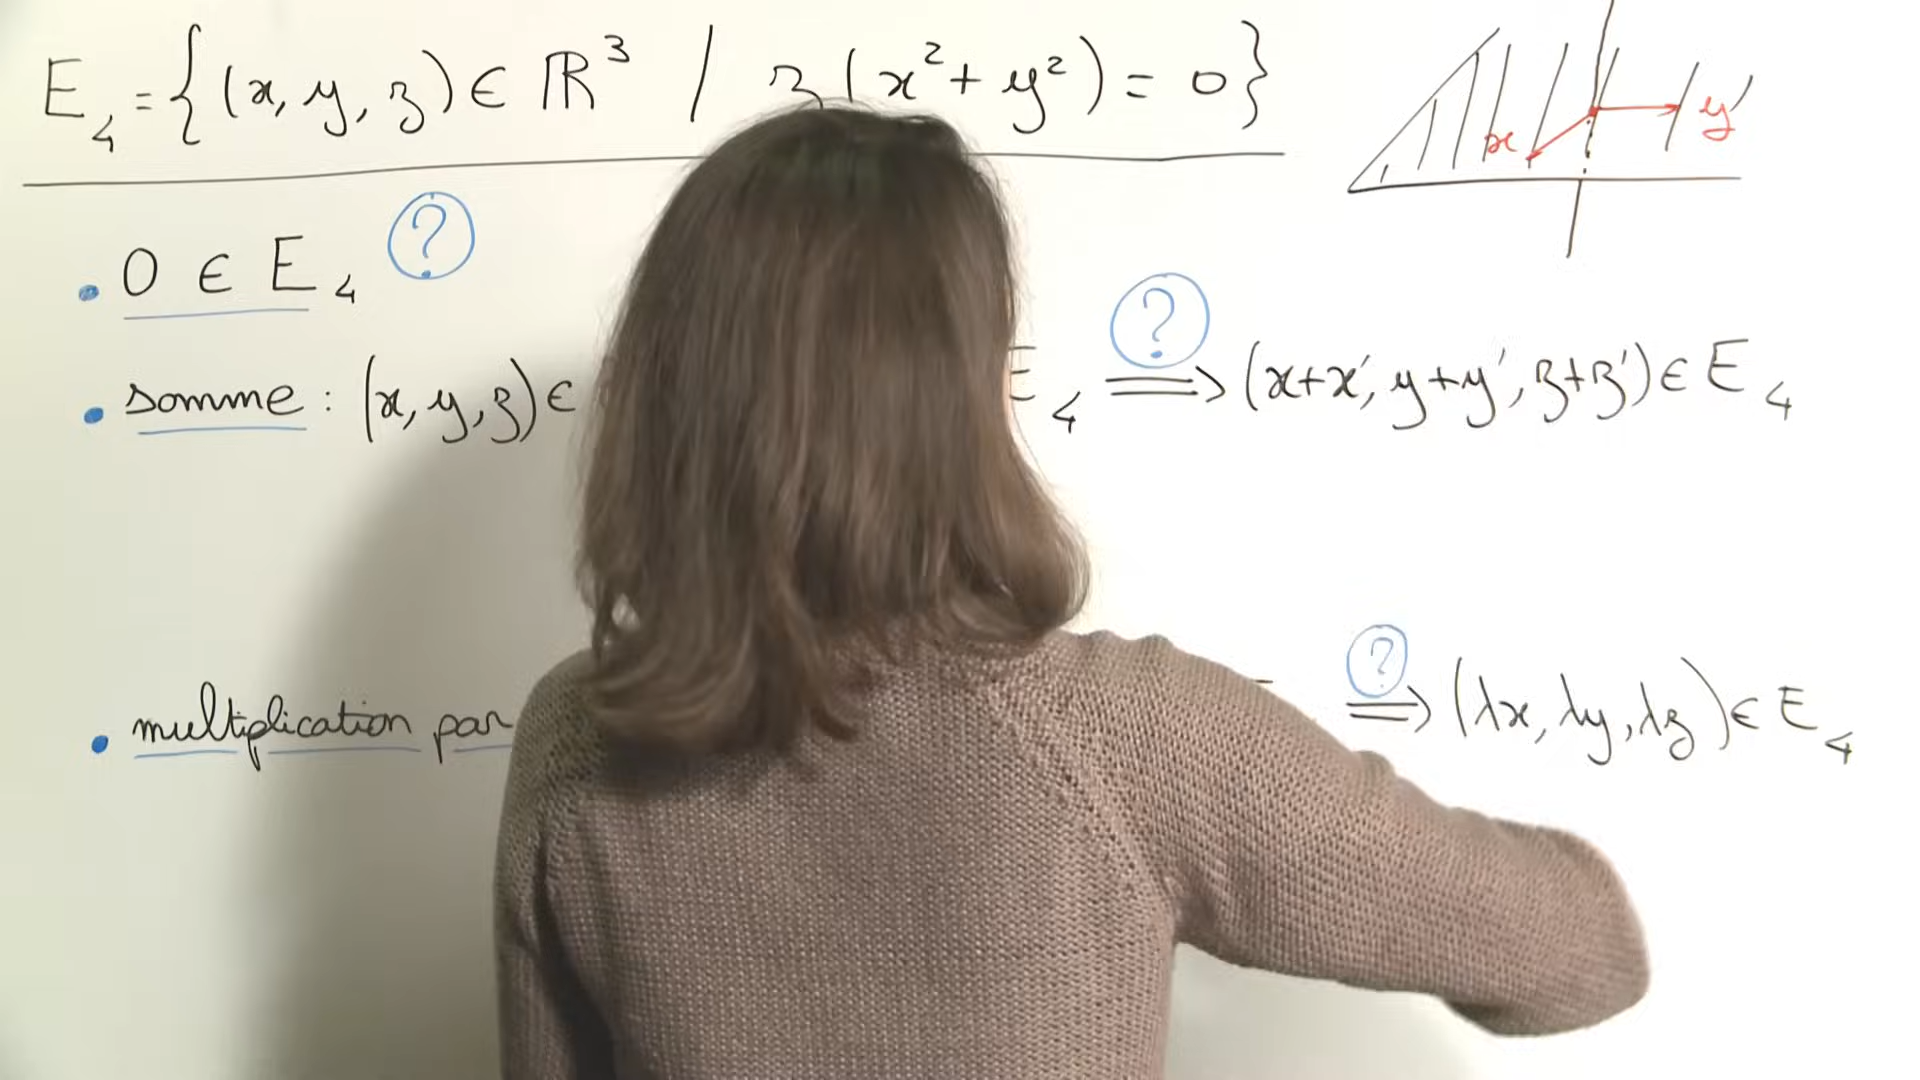 E₄ = {(x, y, z) ∈ ℝ³ / z(x² + y²) = 0}
x y
• 0 ∈ E₄ ?
• somme : (x, y, z) ∈ E₄ ? ⟹ (x+x', y+y', z+z') ∈ E₄
• multiplication par ? ⟹ (λx, λy, λz) ∈ E₄